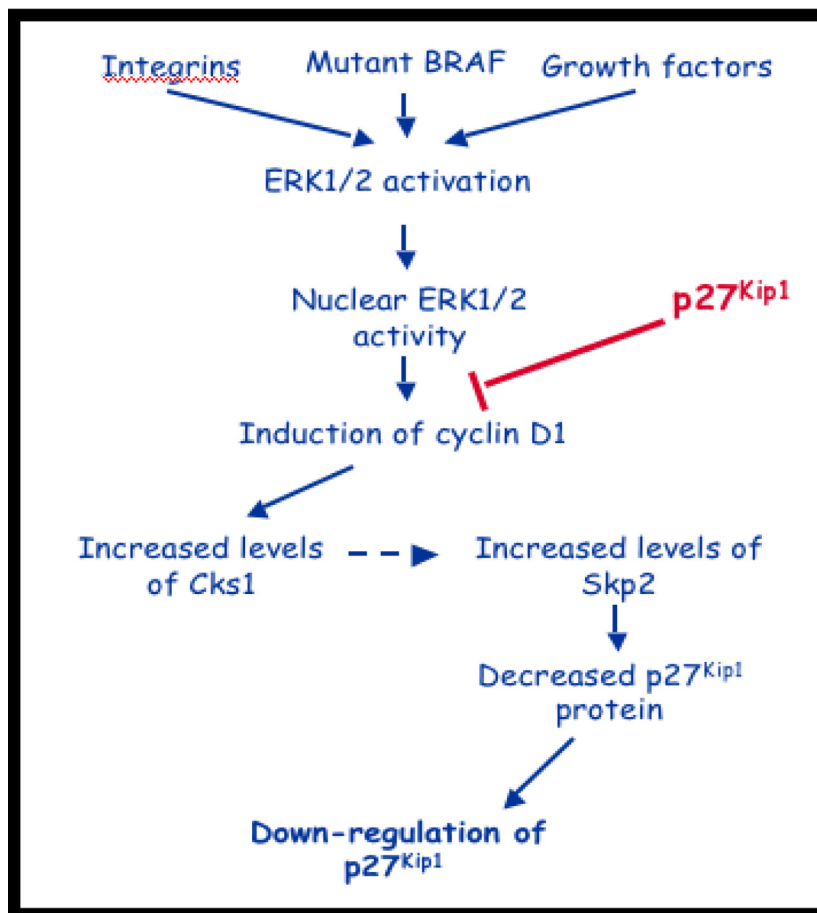 Integrins
Mutant BRAF
Growth factors
ERK1/2 activation
Nuclear ERK1/2
activity
p27Kip1
Induction of cyclin D1
Increased levels
of Cks1
Increased levels of
Skp2
Decreased p27Kip1
protein
Down-regulation of
p27Kip1